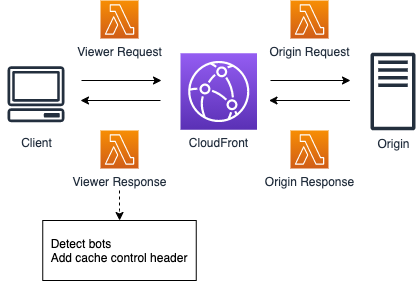 Viewer Request
Origin Request
Client
CloudFront
Origin
Viewer Response
Origin Response
Detect bots
Add cache control header